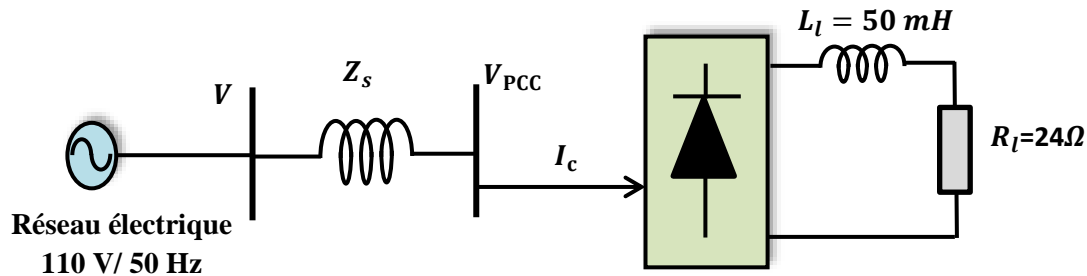 L_l = 50 mH
Z_s
V
V_PCC
I_c
R_l=24Ω
Réseau électrique
110 V/ 50 Hz